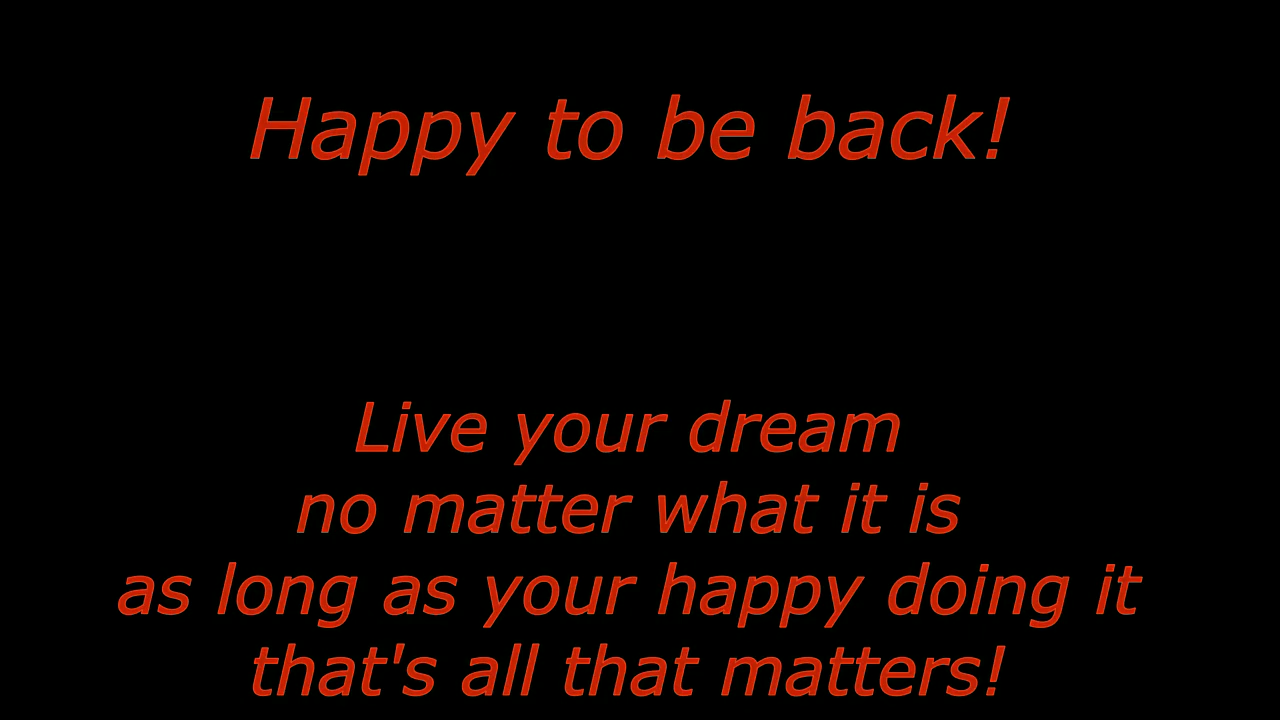 Happy to be back!
Live your dream
no matter what it is
as long as your happy doing it
that's all that matters!